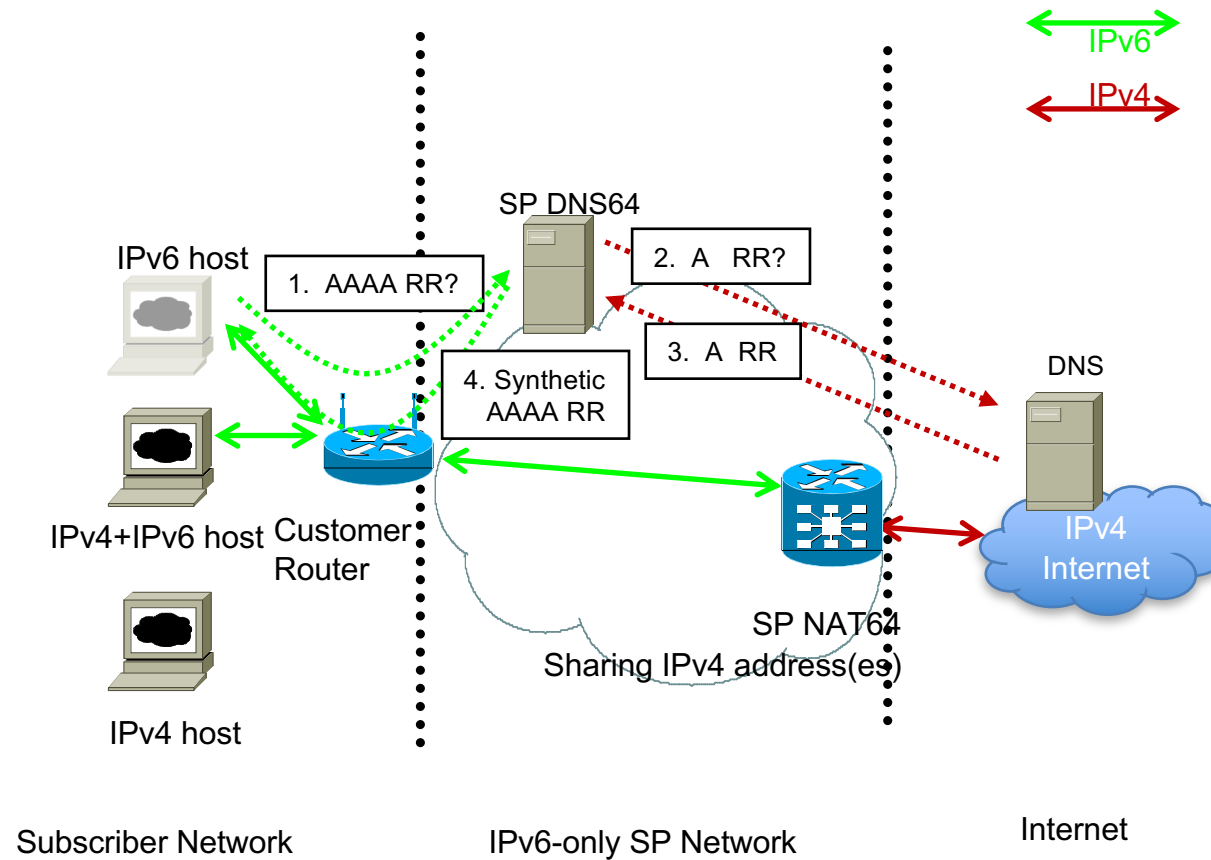 IPv6
IPv4
SP DNS64
IPv6 host
1. AAAA RR?
2. A RR?
3. A RR
4. Synthetic
AAAA RR
DNS
IPv4+IPv6 host
Customer
Router
IPv4
Internet
SP NAT64
Sharing IPv4 address(es)
IPv4 host
Subscriber Network
IPv6-only SP Network
Internet